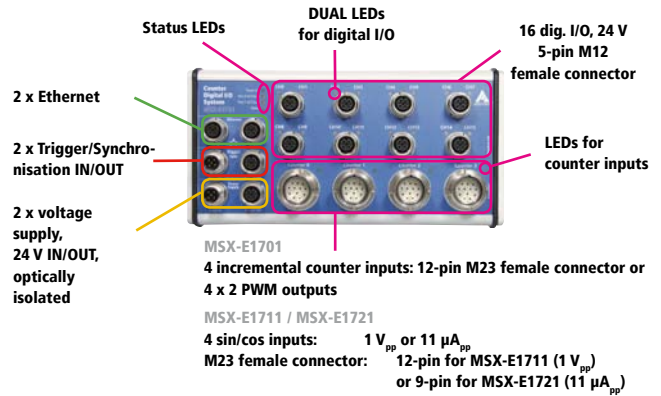 Status LEDs
DUAL LEDs
for digital I/O
16 dig. I/O, 24 V
5-pin M12
female connector
2 x Ethernet
2 x Trigger/Synchro-
nisation IN/OUT
2 x voltage
supply,
24 V IN/OUT,
optically
isolated
LEDs for
counter inputs
Counter
Digital I/O
System
MSX-E1701
4 incremental counter inputs: 12-pin M23 female connector or
4 x 2 PWM outputs
MSX-E1711 / MSX-E1721
4 sin/cos inputs: 1 Vpp or 11 µApp
M23 female connector: 12-pin for MSX-E1711 (1 Vpp)
or 9-pin for MSX-E1721 (11 µApp)